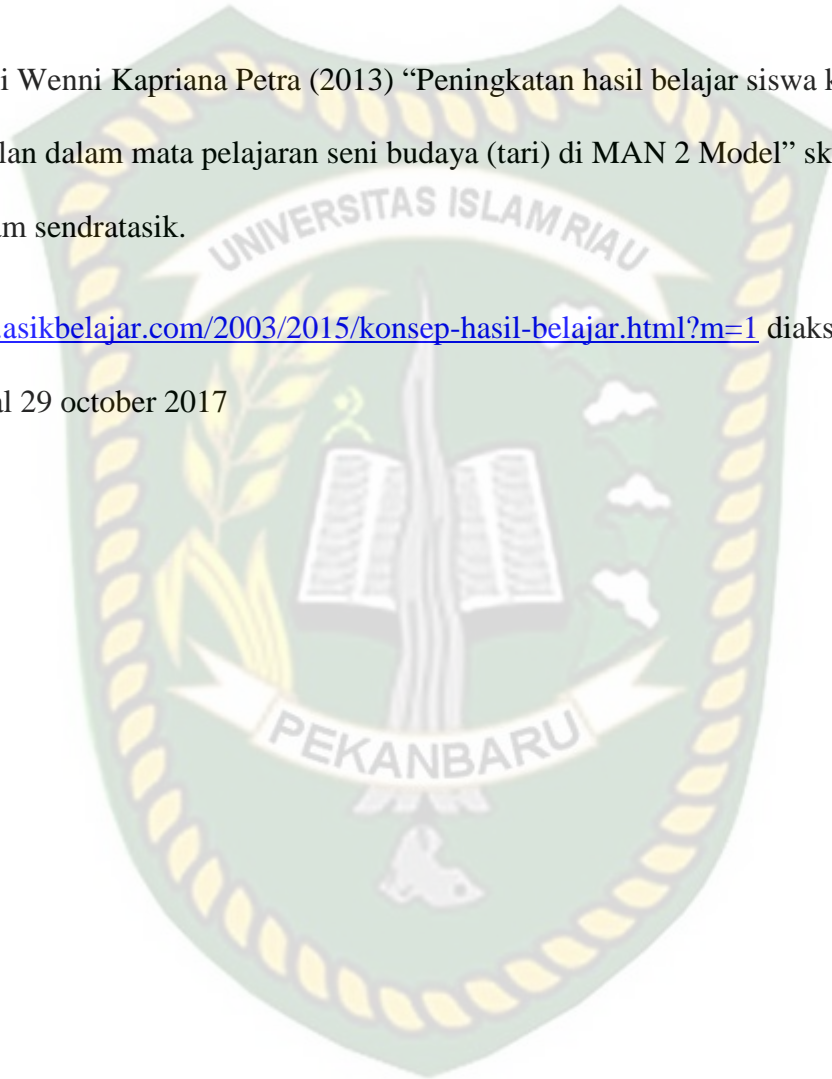 i Wenni Kapriana Petra (2013) “Peningkatan hasil belajar siswa k
lan dalam mata pelajaran seni budaya (tari) di MAN 2 Model” sk
am sendratasik.
UNIVERSITAS ISLAM RIAU
.asikbelajar.com/2003/2015/konsep-hasil-belajar.html?m=1 diaks
al 29 october 2017
PEKANBARU